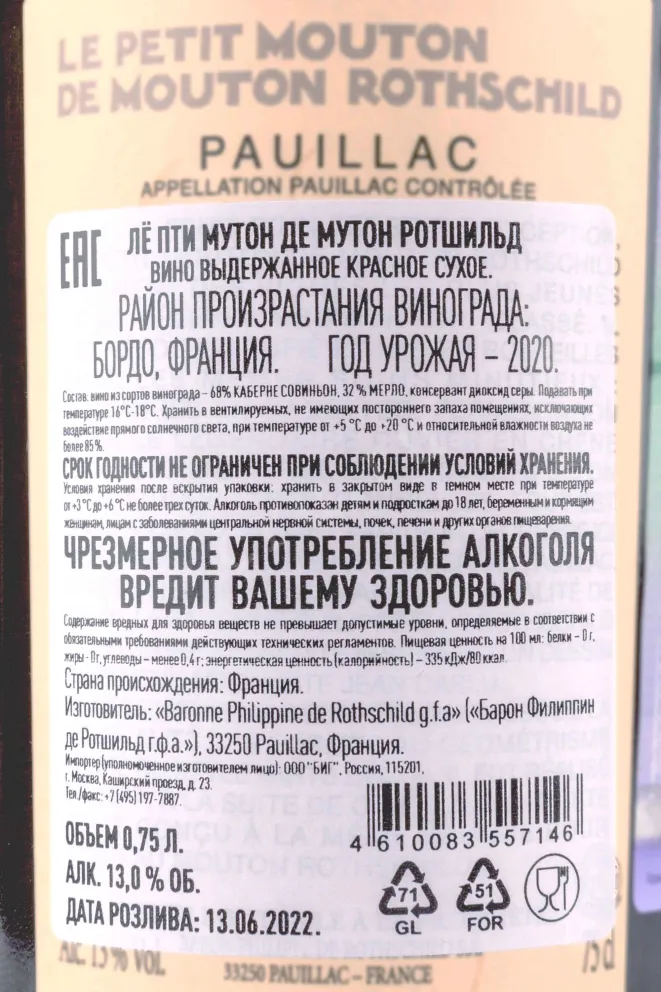 LE PETIT MOUTON
DE MOUTON ROTHSCHILD
PAUILLAC
APPELLATION PAUILLAC CONTRÔLÉE
EAC ЛЁ ПТИ МУТОН ДЕ МУТОН РОТШИЛЬД
ВИНО ВЫДЕРЖАННОЕ КРАСНОЕ СУХОЕ.
РАЙОН ПРОИЗРАСТАНИЯ ВИНОГРАДА:
БОРДО, ФРАНЦИЯ. ГОД УРОЖАЯ – 2020.
Состав: вино из сортов винограда – 68% КАБЕРНЕ СОВИНЬОН, 32 % МЕРЛО, консервант диоксид серы. Подавать при
температуре 16°С-18°С. Хранить в вентилируемых, не имеющих постороннего запаха помещениях, исключающих
воздействие прямого солнечного света, при температуре от +5 °С до +20 °С и относительной влажности воздуха не
более 85%.
СРОК ГОДНОСТИ НЕ ОГРАНИЧЕН ПРИ СОБЛЮДЕНИИ УСЛОВИЙ ХРАНЕНИЯ.
Условия хранения после вскрытия упаковки: хранить в закрытом виде в темном месте при температуре
от +3 °С до +6 °С не более трех суток. Алкоголь противопоказан детям и подросткам до 18 лет, беременным и кормящим
женщинам, лицам с заболеваниями центральной нервной системы, почек, печени и других органов пищеварения.
ЧРЕЗМЕРНОЕ УПОТРЕБЛЕНИЕ АЛКОГОЛЯ
ВРЕДИТ ВАШЕМУ ЗДОРОВЬЮ.
Содержание вредных для здоровья веществ не превышает допустимые уровни, определяемые в соответствии с
обязательными требованиями действующих технических регламентов. Пищевая ценность на 100 мл: белки – 0 г,
жиры - 0г, углеводы – менее 0,4 г; энергетическая ценность (калорийность) – 335 кДж/80 ккал.
Страна происхождения: Франция.
Изготовитель: «Baronne Philippine de Rothschild g.f.a» («Барон Филиппин
де Ротшильд г.ф.а.»), 33250 Pauillac, Франция.
Импортер (уполномоченное изготовителем лицо): ООО "БИГ", Россия, 115201,
г. Москва, Каширский проезд, д. 23.
Тел./факс: +7 (495) 197-7887.
ОБЪЕМ 0,75 Л.
АЛК. 13,0 % ОБ.
ДАТА РОЗЛИВА: 13.06.2022.
4 610083 557146
71
GL
51
FOR
ALC 13 % VOL
33250 PAUILLAC – FRANCE
75 cl